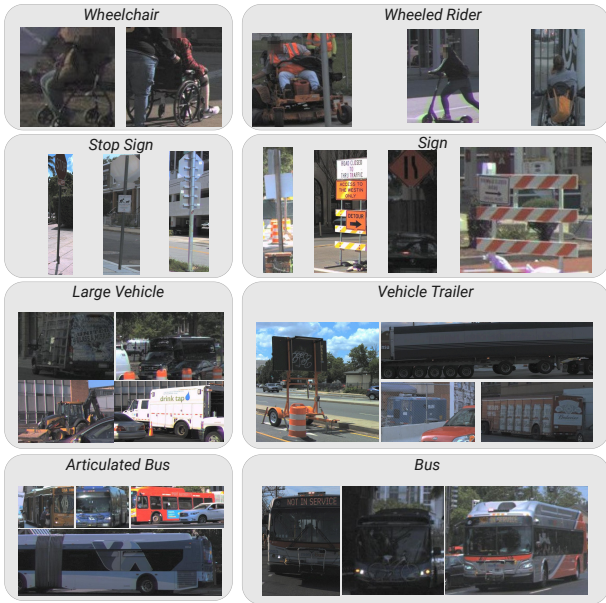 Wheelchair
Wheeled Rider
Stop Sign
Sign
ROAD CLOSED
TO
THRU TRAFFIC
ACCESS TO
THE WESTIN
ONLY
DETOUR
Large Vehicle
Vehicle Trailer
drink tap
Articulated Bus
Bus
NOT IN SERVICE